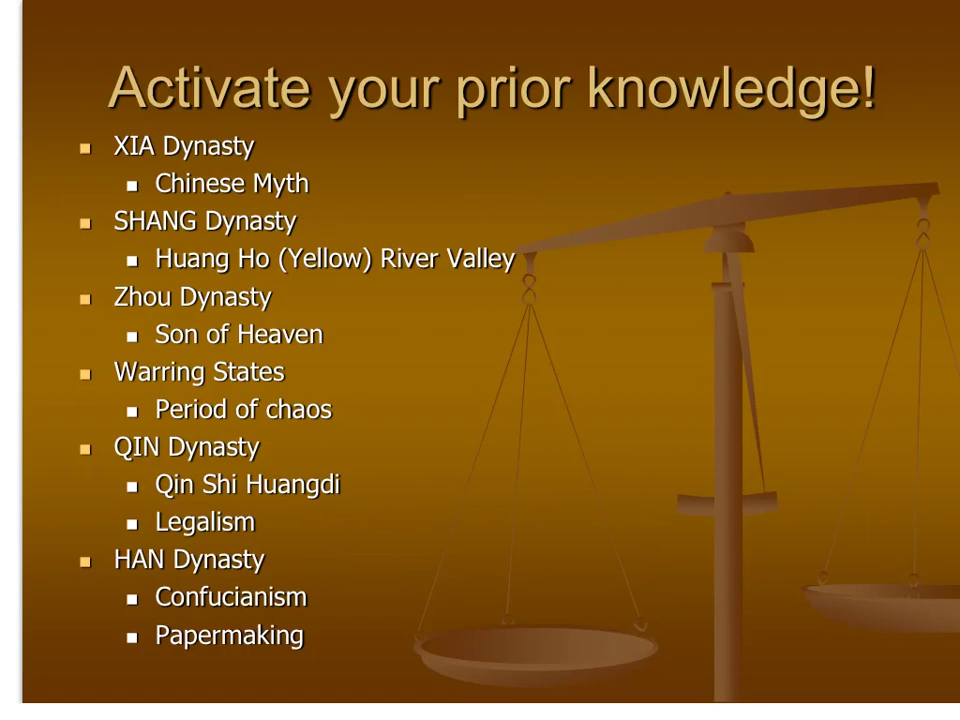 Activate your prior knowledge!
XIA Dynasty
Chinese Myth
SHANG Dynasty
Huang Ho (Yellow) River Valley
Zhou Dynasty
Son of Heaven
Warring States
Period of chaos
QIN Dynasty
Qin Shi Huangdi
Legalism
HAN Dynasty
Confucianism
Papermaking